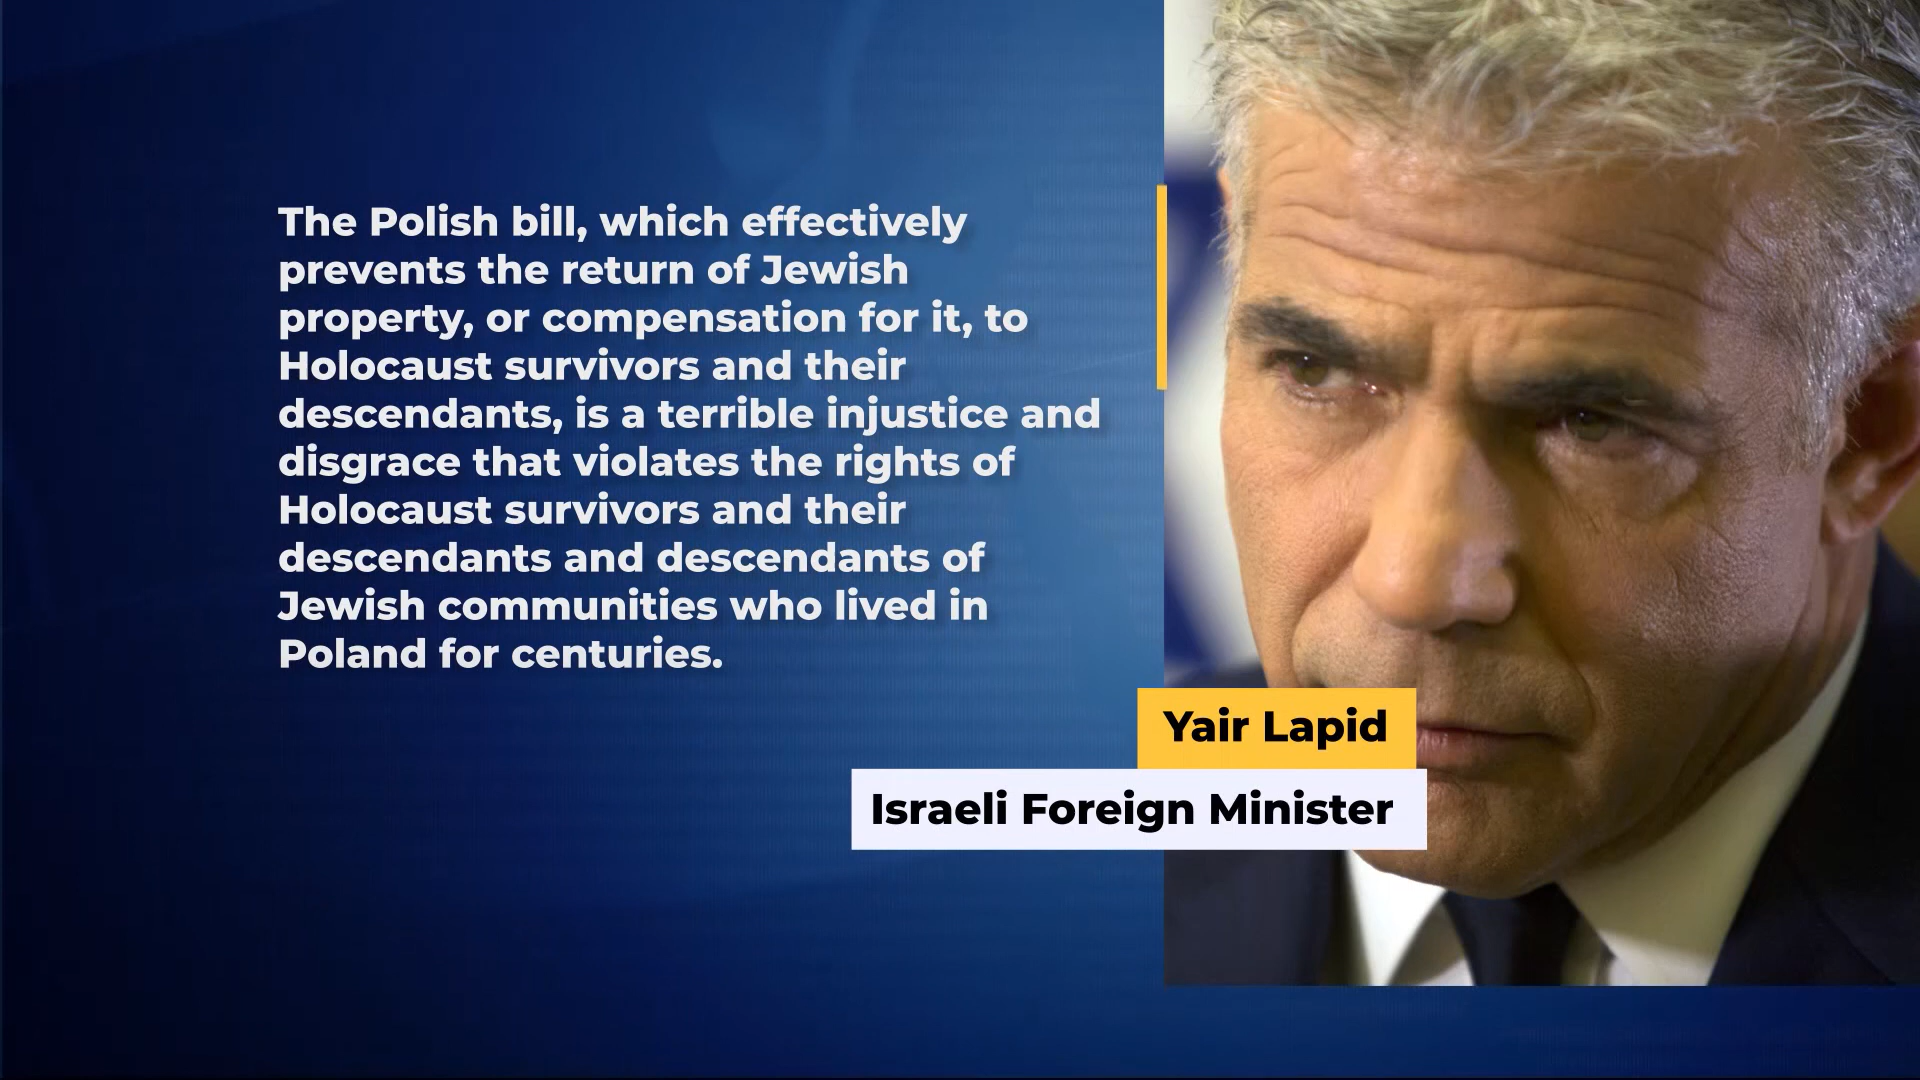 The Polish bill, which effectively
prevents the return of Jewish
property, or compensation for it, to
Holocaust survivors and their
descendants, is a terrible injustice and
disgrace that violates the rights of
Holocaust survivors and their
descendants and descendants of
Jewish communities who lived in
Poland for centuries.
Yair Lapid
Israeli Foreign Minister